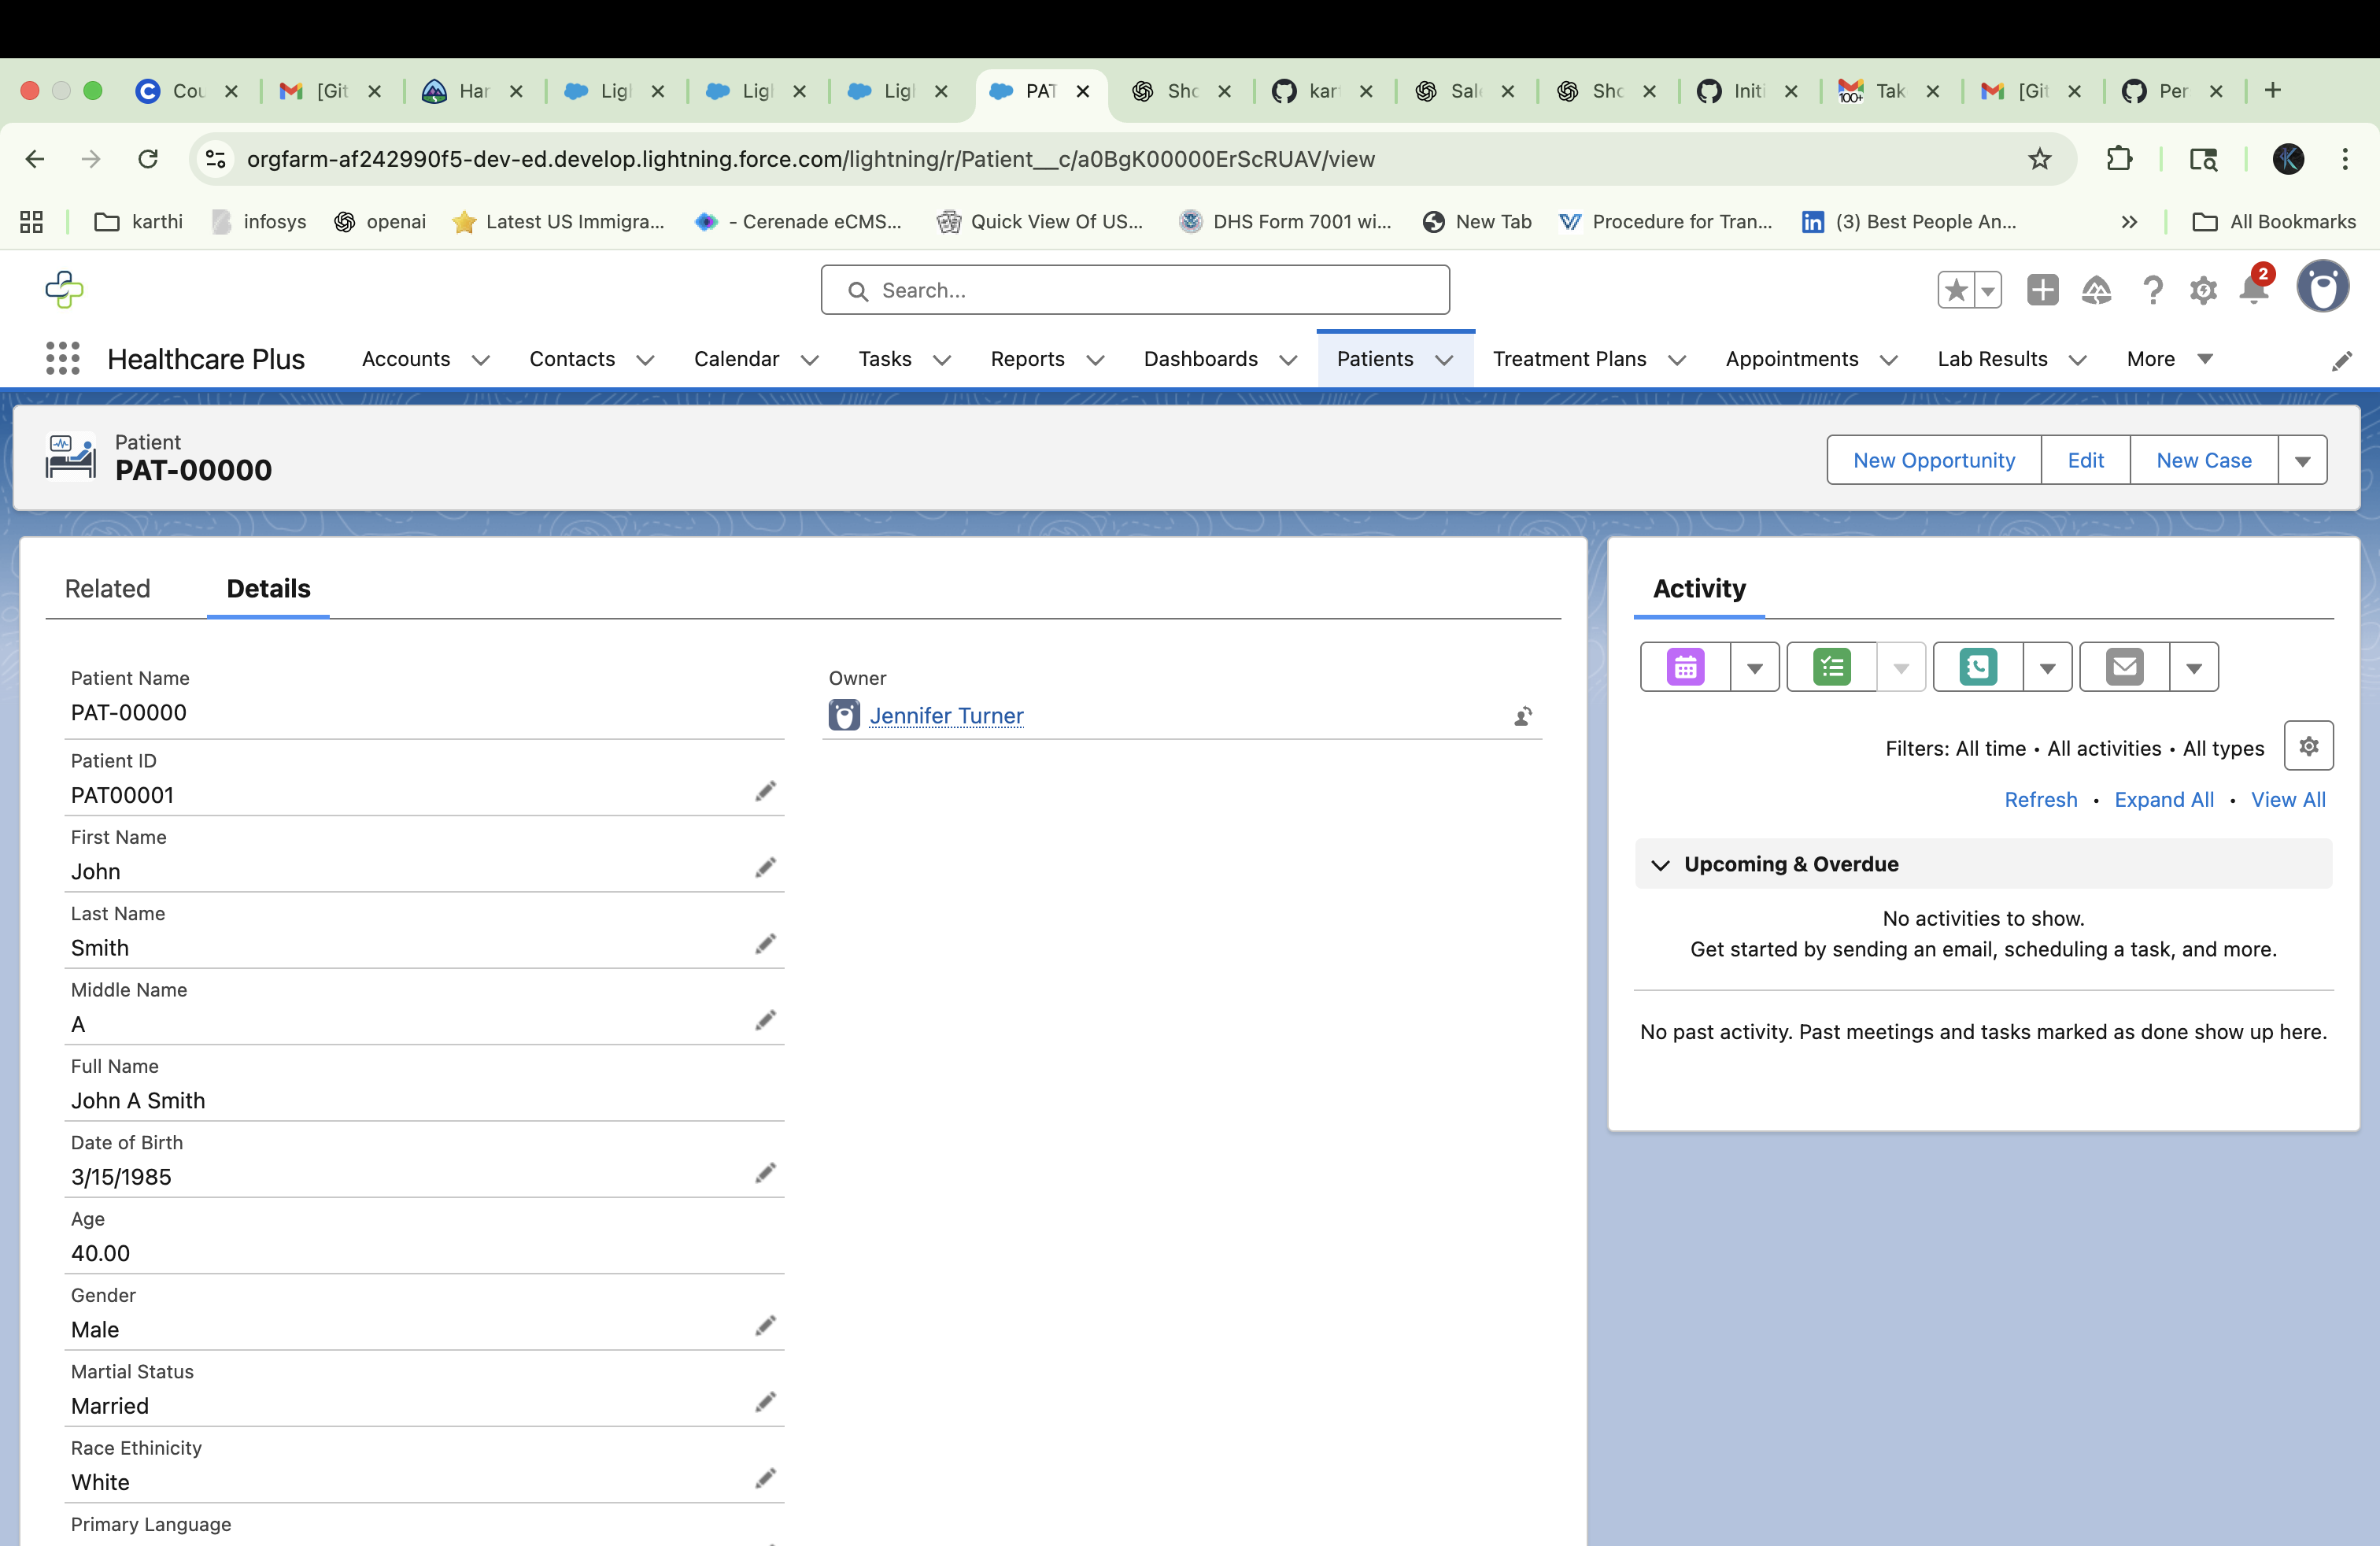 Cou
[Git
Har
Ligl
Ligl
Ligl
PAT
Sho
kar
Sale
Sho
Initi
100+
Tak
[Git
Per
orgfarm-af242990f5-dev-ed.develop.lightning.force.com/lightning/r/Patient__c/a0BgK00000ErScRUAV/view
karthi
infosys
openai
Latest US Immigra...
- Cerenade eCMS...
Quick View Of US...
DHS Form 7001 wi...
New Tab
Procedure for Tran...
(3) Best People An...
All Bookmarks
Search...
2
Healthcare Plus
Accounts
Contacts
Calendar
Tasks
Reports
Dashboards
Patients
Treatment Plans
Appointments
Lab Results
More
Patient
PAT-00000
New Opportunity
Edit
New Case
Related
Details
Patient Name
PAT-00000
Patient ID
PAT00001
First Name
John
Last Name
Smith
Middle Name
A
Full Name
John A Smith
Date of Birth
3/15/1985
Age
40.00
Gender
Male
Martial Status
Married
Race Ethinicity
White
Primary Language
Owner
Jennifer Turner
Activity
Filters: All time • All activities • All types
Refresh • Expand All • View All
Upcoming & Overdue
No activities to show.
Get started by sending an email, scheduling a task, and more.
No past activity. Past meetings and tasks marked as done show up here.